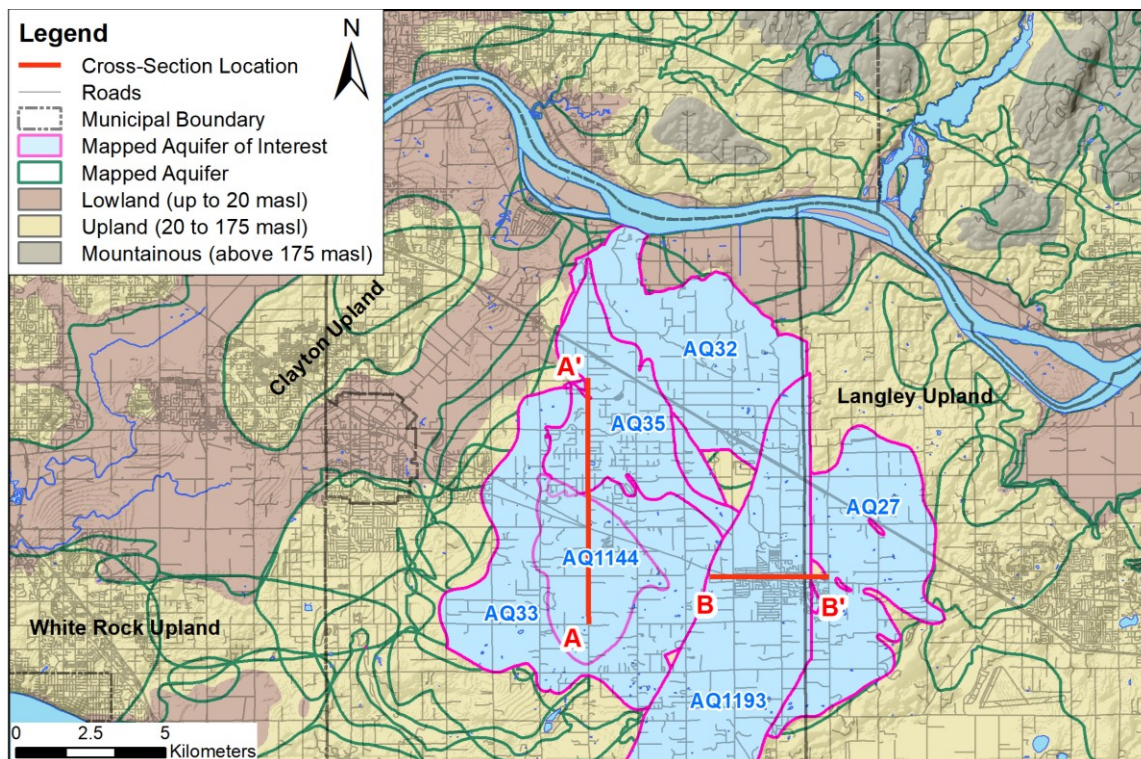 Legend
N
Cross-Section Location
Roads
Municipal Boundary
Mapped Aquifer of Interest
Mapped Aquifer
Lowland (up to 20 masl)
Upland (20 to 175 masl)
Mountainous (above 175 masl)
Clayton Upland
A'
AQ32
Langley Upland
AQ35
AQ27
AQ1144
B
B'
White Rock Upland
AQ33
A
AQ1193
0 2.5 5
Kilometers